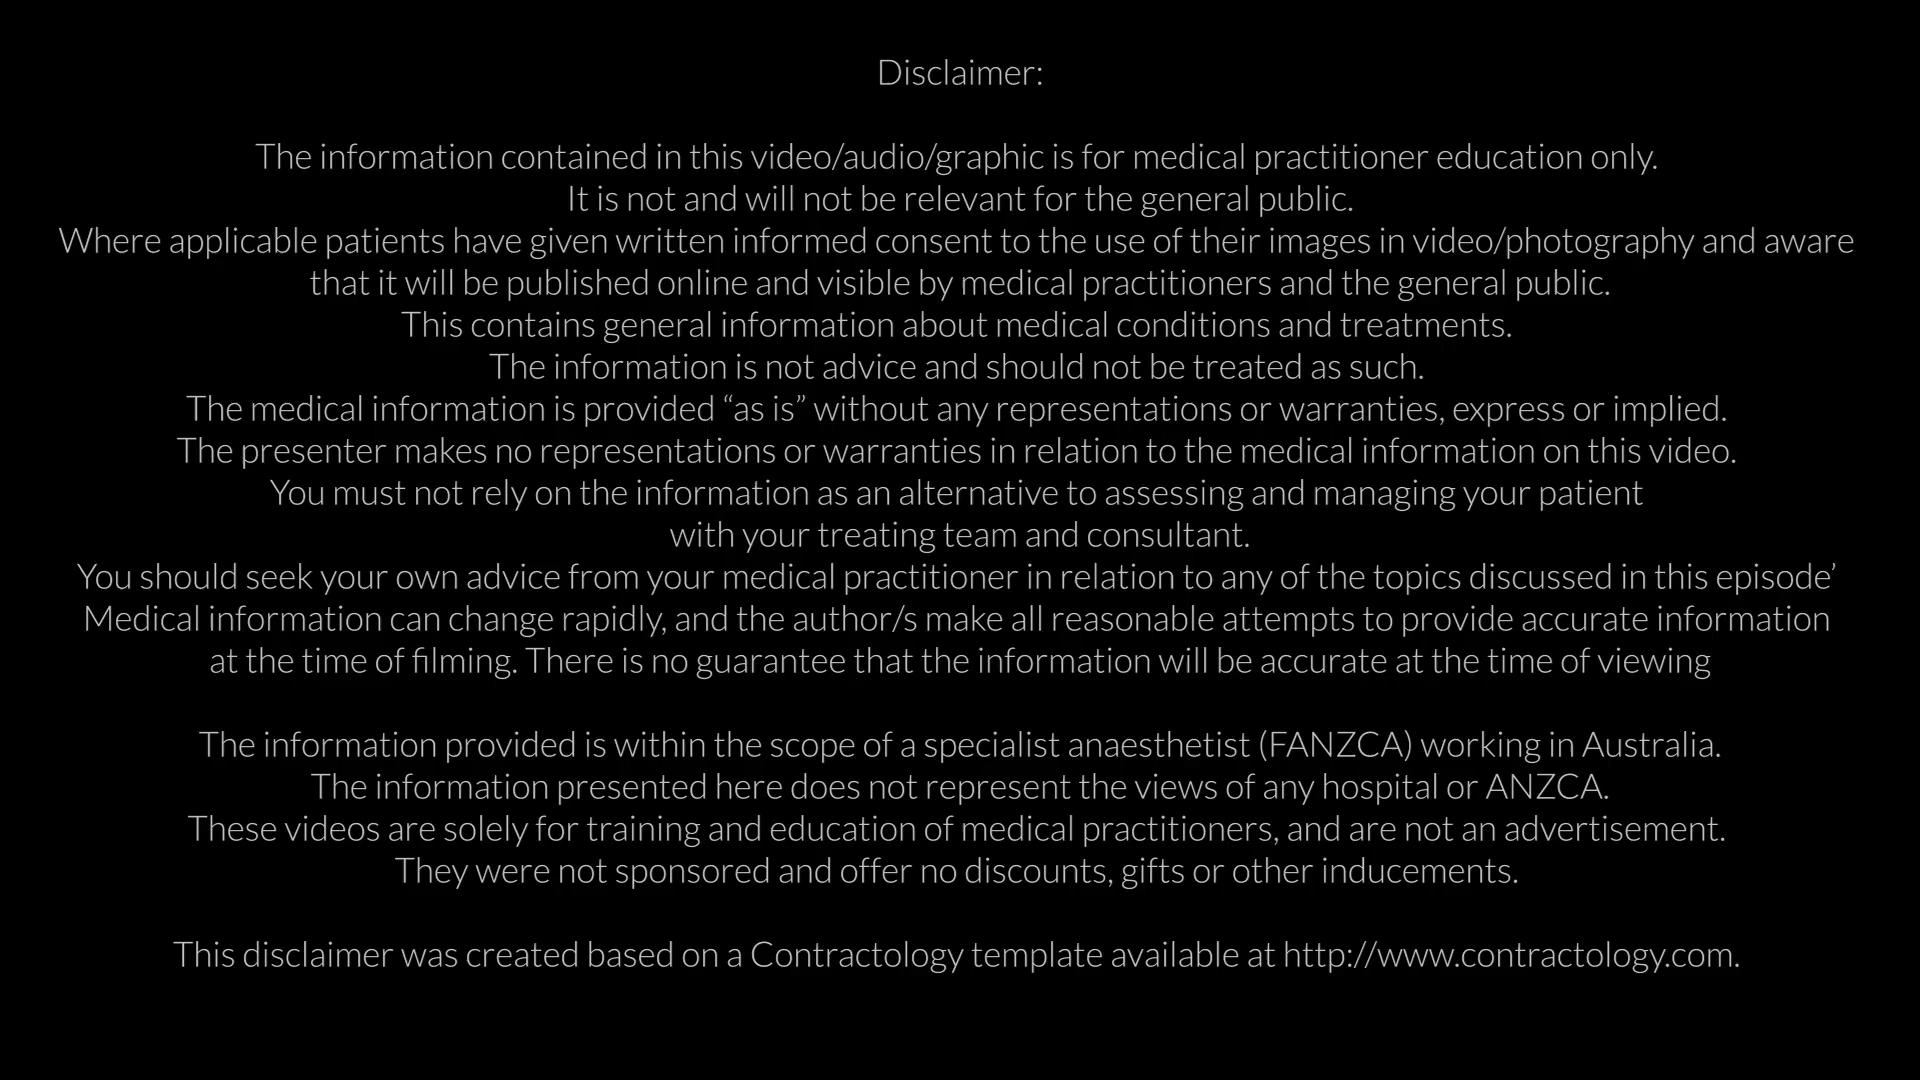 Disclaimer:
The information contained in this video/audio/graphic is for medical practitioner education only.
It is not and will not be relevant for the general public.
Where applicable patients have given written informed consent to the use of their images in video/photography and aware
that it will be published online and visible by medical practitioners and the general public.
This contains general information about medical conditions and treatments.
The information is not advice and should not be treated as such.
The medical information is provided “as is” without any representations or warranties, express or implied.
The presenter makes no representations or warranties in relation to the medical information on this video.
You must not rely on the information as an alternative to assessing and managing your patient
with your treating team and consultant.
You should seek your own advice from your medical practitioner in relation to any of the topics discussed in this episode’
Medical information can change rapidly, and the author/s make all reasonable attempts to provide accurate information
at the time of filming. There is no guarantee that the information will be accurate at the time of viewing
The information provided is within the scope of a specialist anaesthetist (FANZCA) working in Australia.
The information presented here does not represent the views of any hospital or ANZCA.
These videos are solely for training and education of medical practitioners, and are not an advertisement.
They were not sponsored and offer no discounts, gifts or other inducements.
This disclaimer was created based on a Contractology template available at http://www.contractology.com.